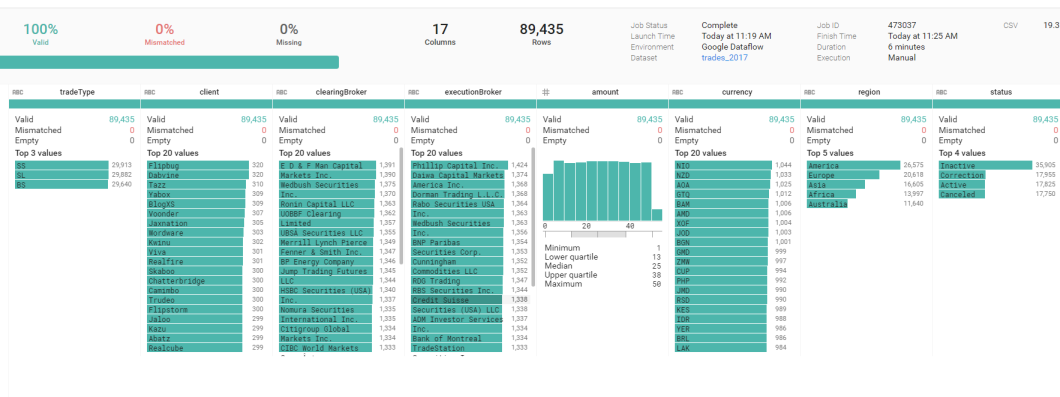 100%
Valid
0%
Mismatched
0%
Missing
17
Columns
89,435
Rows
Job Status Complete
Launch Time Today at 11:19 AM
Environment Google Dataflow
Dataset trades_2017
Job ID 473037
Finish Time Today at 11:25 AM
Duration 6 minutes
Execution Manual
CSV 19.3
ABC tradeType
Valid 89,435
Mismatched 0
Empty 0
Top 3 values
SS 29,913
SL 29,882
BS 29,640
ABC client
Valid 89,435
Mismatched 0
Empty 0
Top 20 values
Flipbug 320
Dabvine 320
Tazz 310
Yabox 309
BlogXS 309
Voonder 307
Jaxnation 305
Wordware 303
Kwinu 302
Viva 301
Realfire 301
Skaboo 300
Chatterbridge 300
Camimbo 300
Trudeo 300
Flipstorm 300
Jaloo 299
Kazu 299
Abatz 299
Realcube 299
ABC clearingBroker
Valid 89,435
Mismatched 0
Empty 0
Top 20 values
E D & F Man Capital 1,391
Markets Inc. 1,390
Wedbush Securities 1,375
Inc. 1,370
Ronin Capital LLC 1,363
UOBBF Clearing 1,362
Limited 1,357
UBSA Securities LLC 1,355
Merrill Lynch Pierce 1,349
Fenner & Smith Inc. 1,347
BP Energy Company 1,346
Jump Trading Futures 1,345
LLC 1,344
HSBC Securities (USA) 1,340
Inc. 1,337
Nomura Securities 1,335
International Inc. 1,335
Citigroup Global 1,334
Markets Inc. 1,334
CIBC World Markets 1,333
ABC executionBroker
Valid 89,435
Mismatched 0
Empty 0
Top 20 values
Phillip Capital Inc. 1,424
Daiwa Capital Markets 1,374
America Inc. 1,368
Dorman Trading L.L.C. 1,368
Rabo Securities USA 1,364
Inc. 1,363
Wedbush Securities 1,363
Inc. 1,356
BNP Paribas 1,354
Securities Corp. 1,353
Cunningham 1,352
Commodities LLC 1,352
RDG Trading 1,347
RBS Securities Inc. 1,344
Credit Suisse 1,338
Securities (USA) LLC 1,338
ADM Investor Services 1,337
Inc. 1,334
Bank of Montreal 1,334
TradeStation 1,333
# amount
Valid 89,435
Mismatched 0
Empty 0
0 20 40
Minimum 1
Lower quartile 13
Median 25
Upper quartile 38
Maximum 50
ABC currency
Valid 89,435
Mismatched 0
Empty 0
Top 20 values
NIO 1,044
NZD 1,033
AOA 1,025
GTQ 1,012
BAM 1,006
AMD 1,006
XOF 1,004
JOD 1,003
BGN 1,001
GMD 999
ZMW 997
CUP 994
PHP 992
JMD 990
RSD 990
KES 989
IDR 988
YER 986
BRL 986
LAK 984
ABC region
Valid 89,435
Mismatched 0
Empty 0
Top 5 values
America 26,575
Europe 20,618
Asia 16,605
Africa 13,997
Australia 11,640
ABC status
Valid 89,435
Mismatched 0
Empty 0
Top 4 values
Inactive 35,905
Correction 17,955
Active 17,825
Canceled 17,750